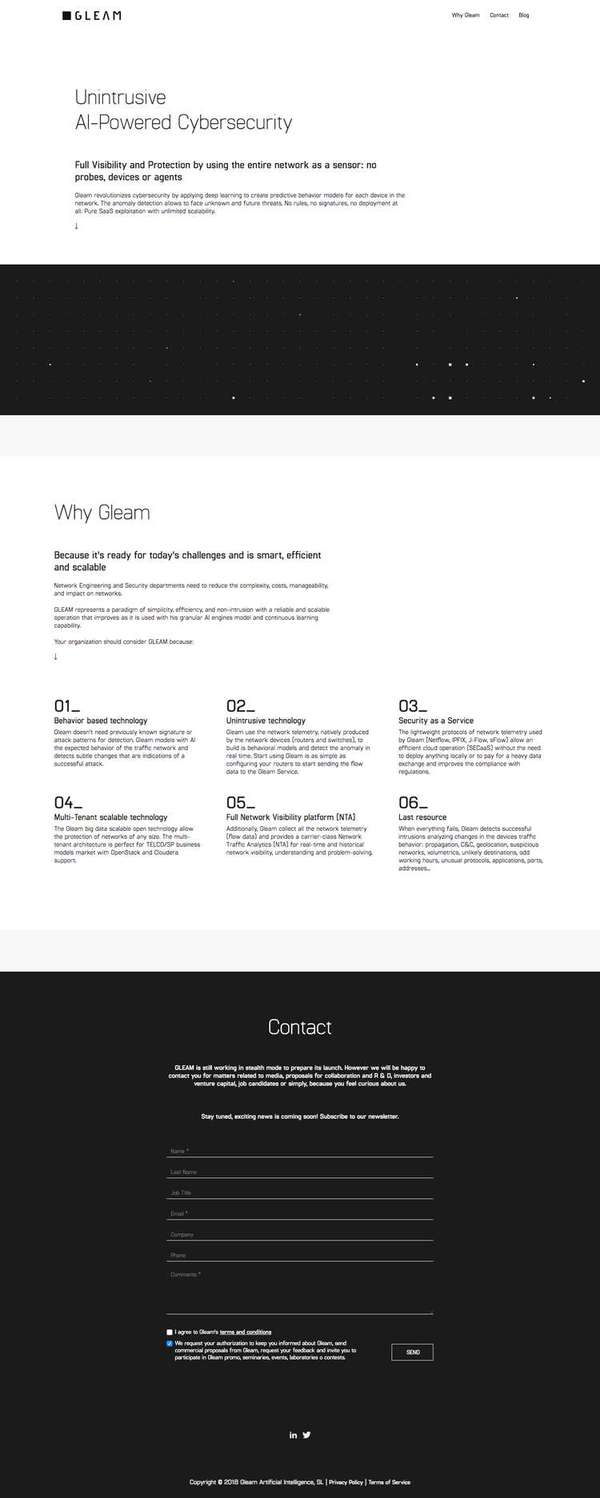 GLEAM
Why Gleam Contact Blog
Unintrusive
AI-Powered Cybersecurity
Full Visibility and Protection by using the entire network as a sensor: no
probes, devices or agents
Gleam revolutionizes cybersecurity by applying deep learning to create predictive behavior models for each device in the
network. The anomaly detection allows to face unknown and future threats. No rules, no signatures, no deployment at
all. Pure SaaS exploitation with unlimited scalability.
↓
Why Gleam
Because it's ready for today's challenges and is smart, efficient
and scalable
Network Engineering and Security departments need to reduce the complexity, costs, manageability,
and impact on networks.
GLEAM represents a paradigm of simplicity, efficiency, and non-intrusion with a reliable and scalable
operation that improves as it is used with his granular AI engines model and continuous learning
capability.
Your organization should consider GLEAM because:
↓
01_
Behavior based technology
Gleam doesn't need previously known signature or
attack patterns for detection. Gleam models with AI
the expected behavior of the traffic network and
detects subtle changes that are indications of a
successful attack.
02_
Unintrusive technology
Gleam use the network telemetry, natively produced
by the network devices (routers and switches), to
build is behavioral models and detect the anomaly in
real time. Start using Gleam is as simple as
configuring your routers to start sending the flow
data to the Gleam Service.
03_
Security as a Service
The lightweight protocols of network telemetry used
by Gleam (Netflow, IPFIX, J-Flow, sFlow) allow an
efficient cloud operation (SECaaS) without the need
to deploy anything locally or to pay for a heavy data
exchange and improves the compliance with
regulations.
04_
Multi-Tenant scalable technology
The Gleam big data scalable open technology allow
the protection of networks of any size. The multi-
tenant architecture is perfect for TELCO/SP business
models market with OpenStack and Cloudera
support.
05_
Full Network Visibility platform (NTA)
Additionally, Gleam collect all the network telemetry
(flow data) and provides a carrier-class Network
Traffic Analytics (NTA) for real-time and historical
network visibility, understanding and problem-solving.
06_
Last resource
When everything fails, Gleam detects successful
intrusions analyzing changes in the devices traffic
behavior: propagation, C&C, geolocation, suspicious
networks, volumetrics, unlikely destinations, odd
working hours, unusual protocols, applications, ports,
addresses...
Contact
GLEAM is still working in stealth mode to prepare its launch. However we will be happy to
contact you for matters related to media, proposals for collaboration and R & D, investors and
venture capital, job candidates or simply, because you feel curious about us.
Stay tuned, exciting news is coming soon! Subscribe to our newsletter.
Name *
Last Name
Job Title
Email *
Company
Phone
Comments *
I agree to Gleam's terms and conditions
We request your authorization to keep you informed about Gleam, send
commercial proposals from Gleam, request your feedback and invite you to
participate in Gleam promo, seminaries, events, laboratories o contests.
SEND
in
Copyright © 2018 Gleam Artificial Intelligence, SL | Privacy Policy | Terms of Service